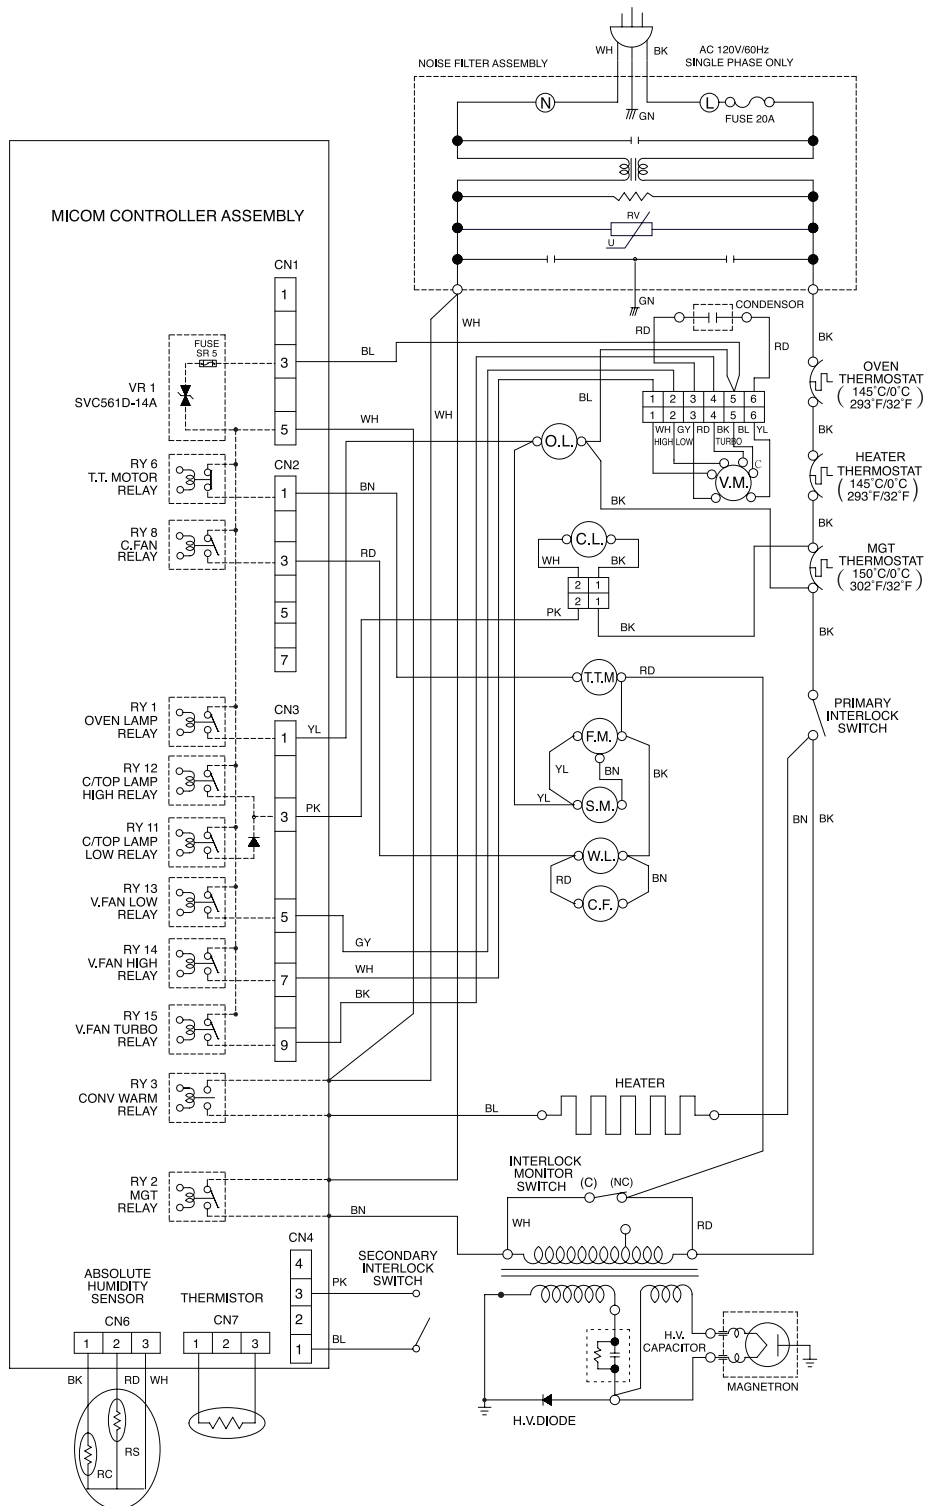 WH
BK
AC 120V/60Hz
SINGLE PHASE ONLY
NOISE FILTER ASSEMBLY
N
L
GN
FUSE 20A
RV
U
GN
MICOM CONTROLLER ASSEMBLY
CN1
1
3
5
FUSE
SR 5
VR 1
SVC561D-14A
BL
WH
WH
WH
RD
CONDENSOR
RD
BK
OVEN
THERMOSTAT
(145°C/0°C
293°F/32°F)
BK
1 2 3 4 5 6
1 2 3 4 5 6
WH GY RD BK BL YL
HIGH LOW TURBO
C
V.M.
BL
O.L.
BK
HEATER
THERMOSTAT
(145°C/0°C
293°F/32°F)
BK
RY 6
T.T. MOTOR
RELAY
CN2
1
3
5
7
BN
RY 8
C.FAN
RELAY
RD
C.L.
WH
BK
2 1
2 1
PK
BK
MGT
THERMOSTAT
(150°C/0°C
302°F/32°F)
BK
T.T.M
RD
RY 1
OVEN LAMP
RELAY
CN3
1
3
5
7
9
YL
PRIMARY
INTERLOCK
SWITCH
F.M.
YL
BN
BK
YL
S.M.
RY 12
C/TOP LAMP
HIGH RELAY
PK
BN
BK
RY 11
C/TOP LAMP
LOW RELAY
W.L.
RD
BN
C.F.
RY 13
V.FAN LOW
RELAY
GY
RY 14
V.FAN HIGH
RELAY
WH
BK
RY 15
V.FAN TURBO
RELAY
RY 3
CONV WARM
RELAY
HEATER
BL
RY 2
MGT
RELAY
INTERLOCK
MONITOR
SWITCH
(C)
(NC)
BN
WH
RD
CN4
4
3
2
1
PK
BL
SECONDARY
INTERLOCK
SWITCH
ABSOLUTE
HUMIDITY
SENSOR
CN6
1 2 3
BK
RD
WH
RS
RC
THERMISTOR
CN7
1 2 3
H.V.
CAPACITOR
MAGNETRON
H.V.DIODE